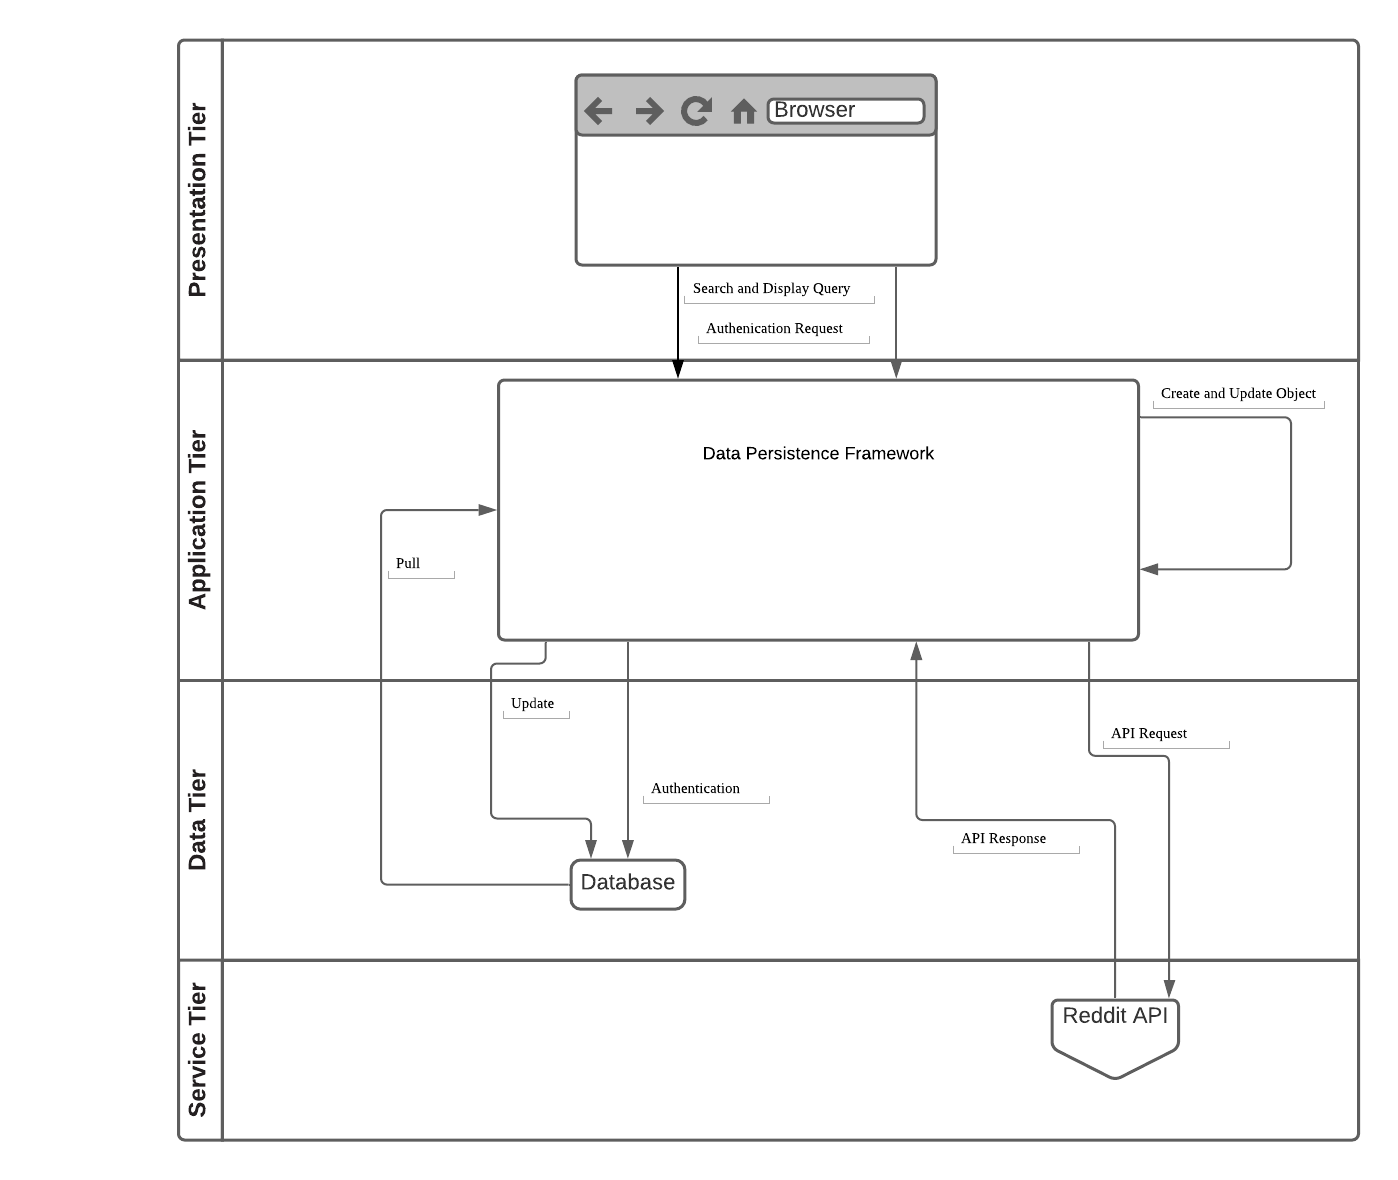 Presentation Tier
Browser
Search and Display Query
Authenication Request
Application Tier
Create and Update Object
Data Persistence Framework
Pull
Data Tier
Update
API Request
Authentication
API Response
Database
Service Tier
Reddit API